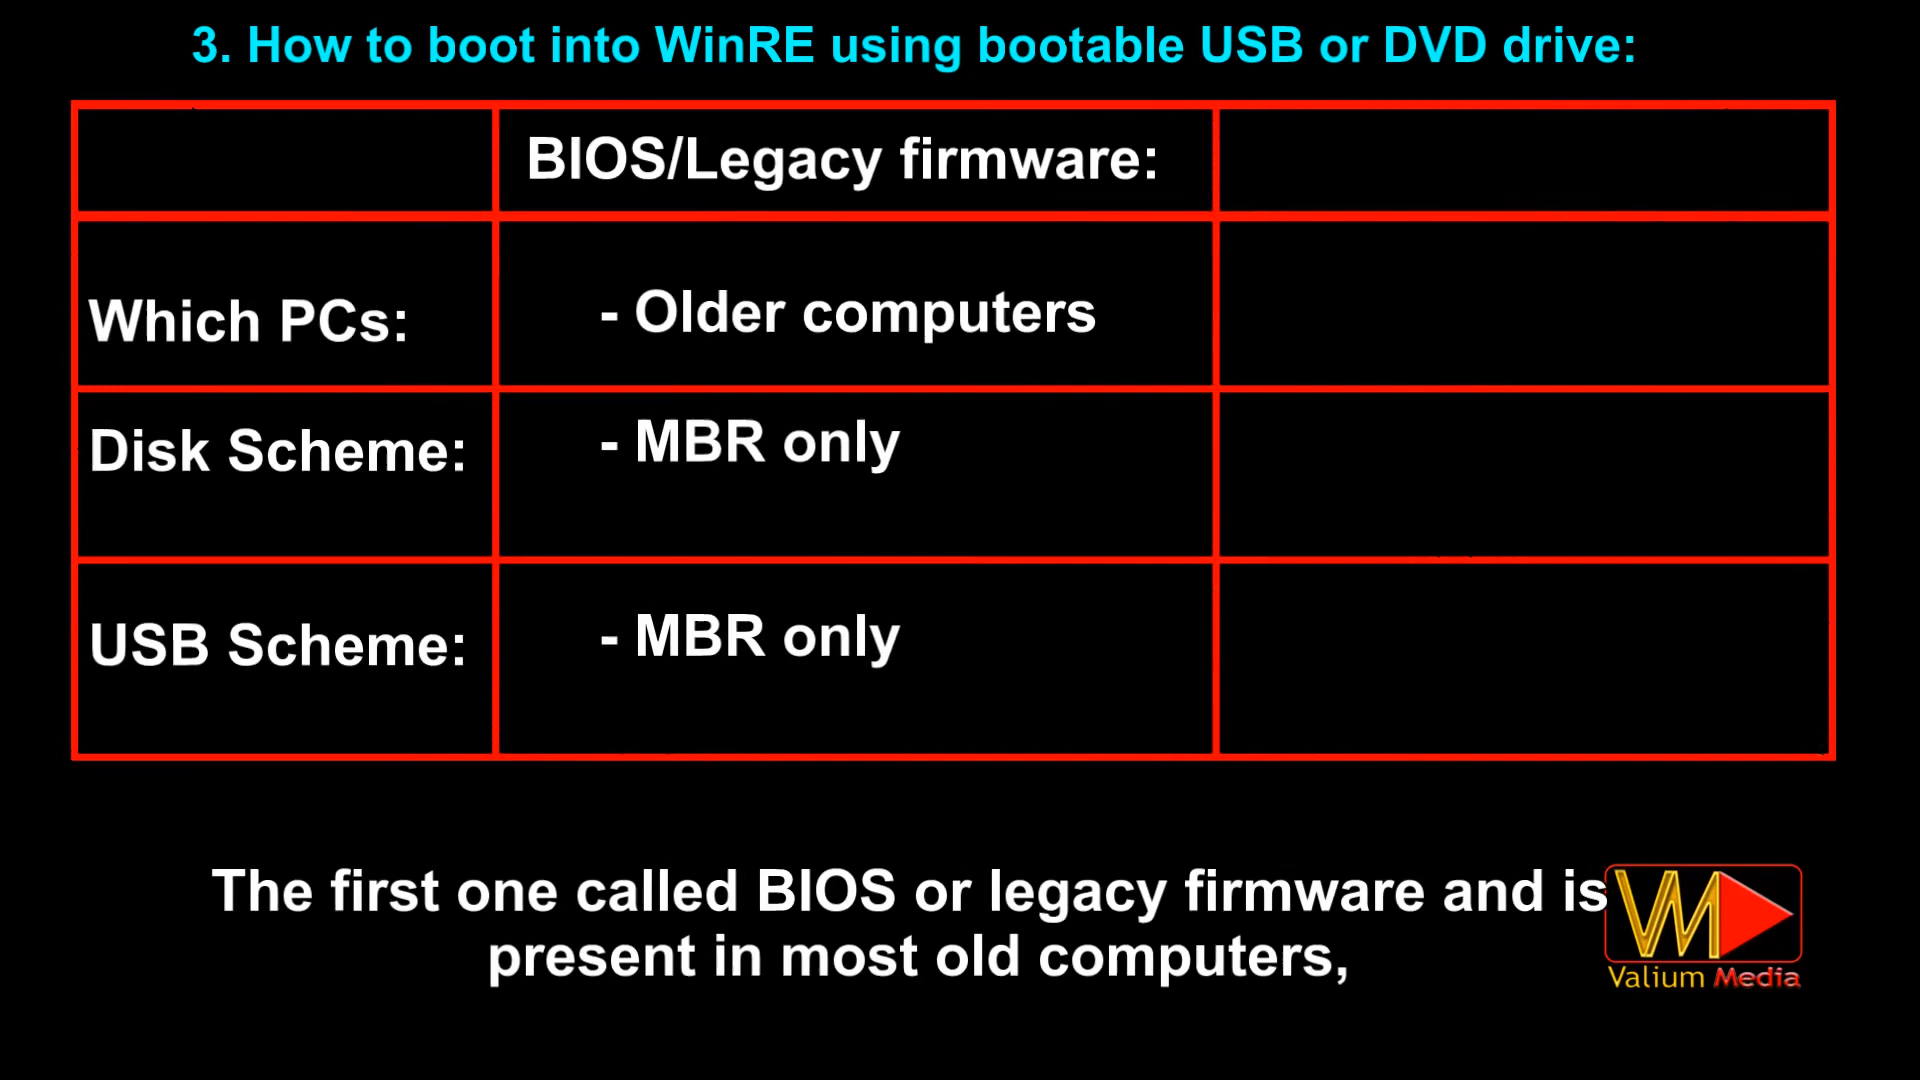 3. How to boot into WinRE using bootable USB or DVD drive:
BIOS/Legacy firmware:
Which PCs:
- Older computers
Disk Scheme:
- MBR only
USB Scheme:
- MBR only
The first one called BIOS or legacy firmware and is
present in most old computers,
VM
Valium Media